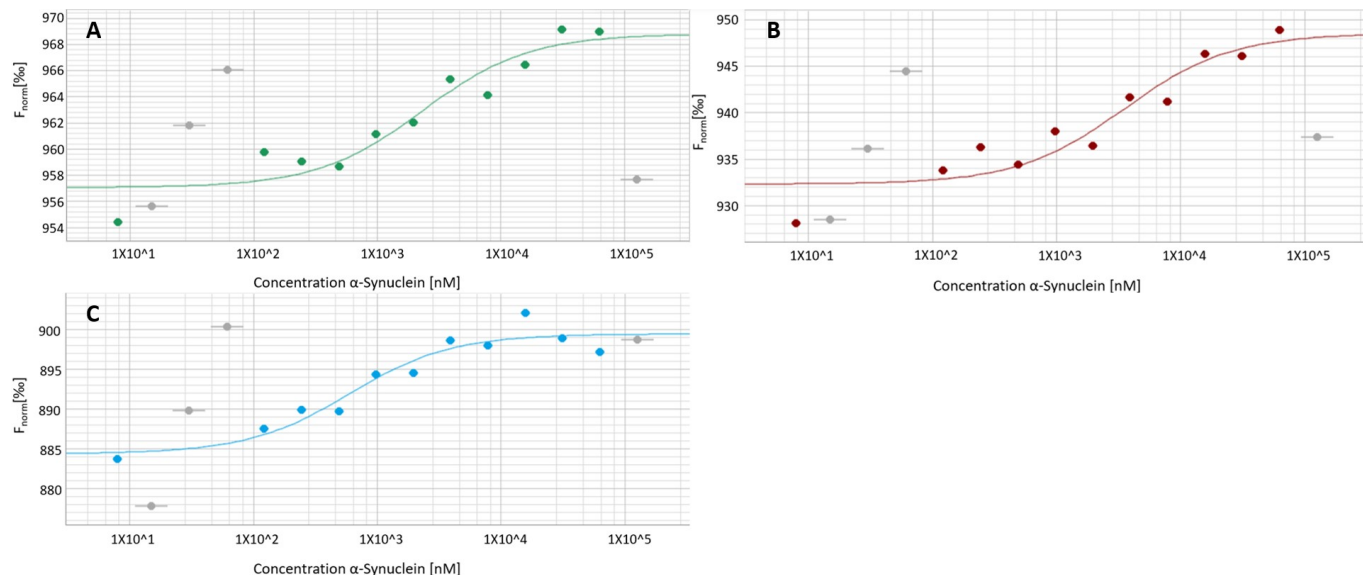 A
F_norm[‰]
970
968
966
964
962
960
958
956
954
1X10^1 1X10^2 1X10^3 1X10^4 1X10^5
Concentration α-Synuclein [nM]
B
F_norm[‰]
950
945
940
935
930
1X10^1 1X10^2 1X10^3 1X10^4 1X10^5
Concentration α-Synuclein [nM]
C
F_norm[‰]
900
895
890
885
880
1X10^1 1X10^2 1X10^3 1X10^4 1X10^5
Concentration α-Synuclein [nM]